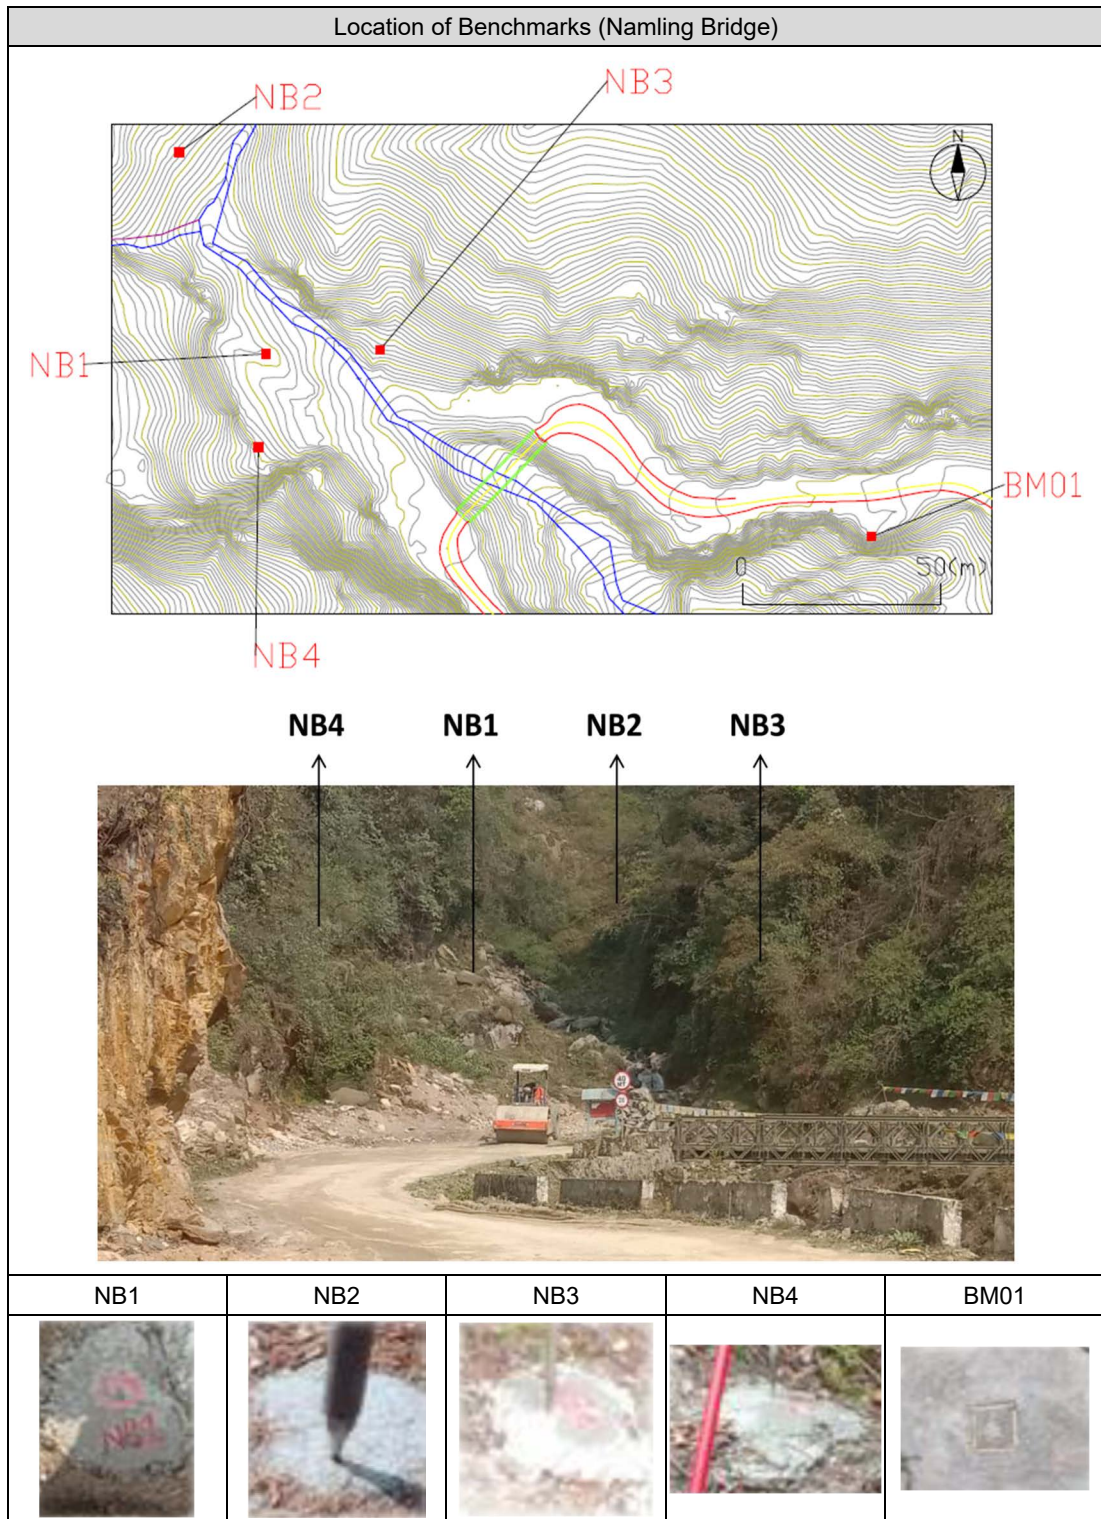 Location of Benchmarks (Namling Bridge)
NB2
NB3
N
NB1
BM01
0 50(m)
NB4
NB4 NB1 NB2 NB3
40
NB1 NB2 NB3 NB4 BM01